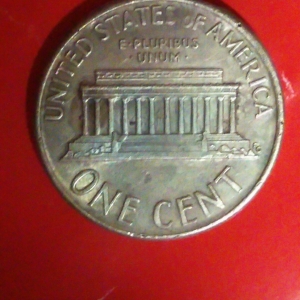 UNITED STATES OF AMERICA
E·PLURIBUS
·UNUM·
ONE CENT